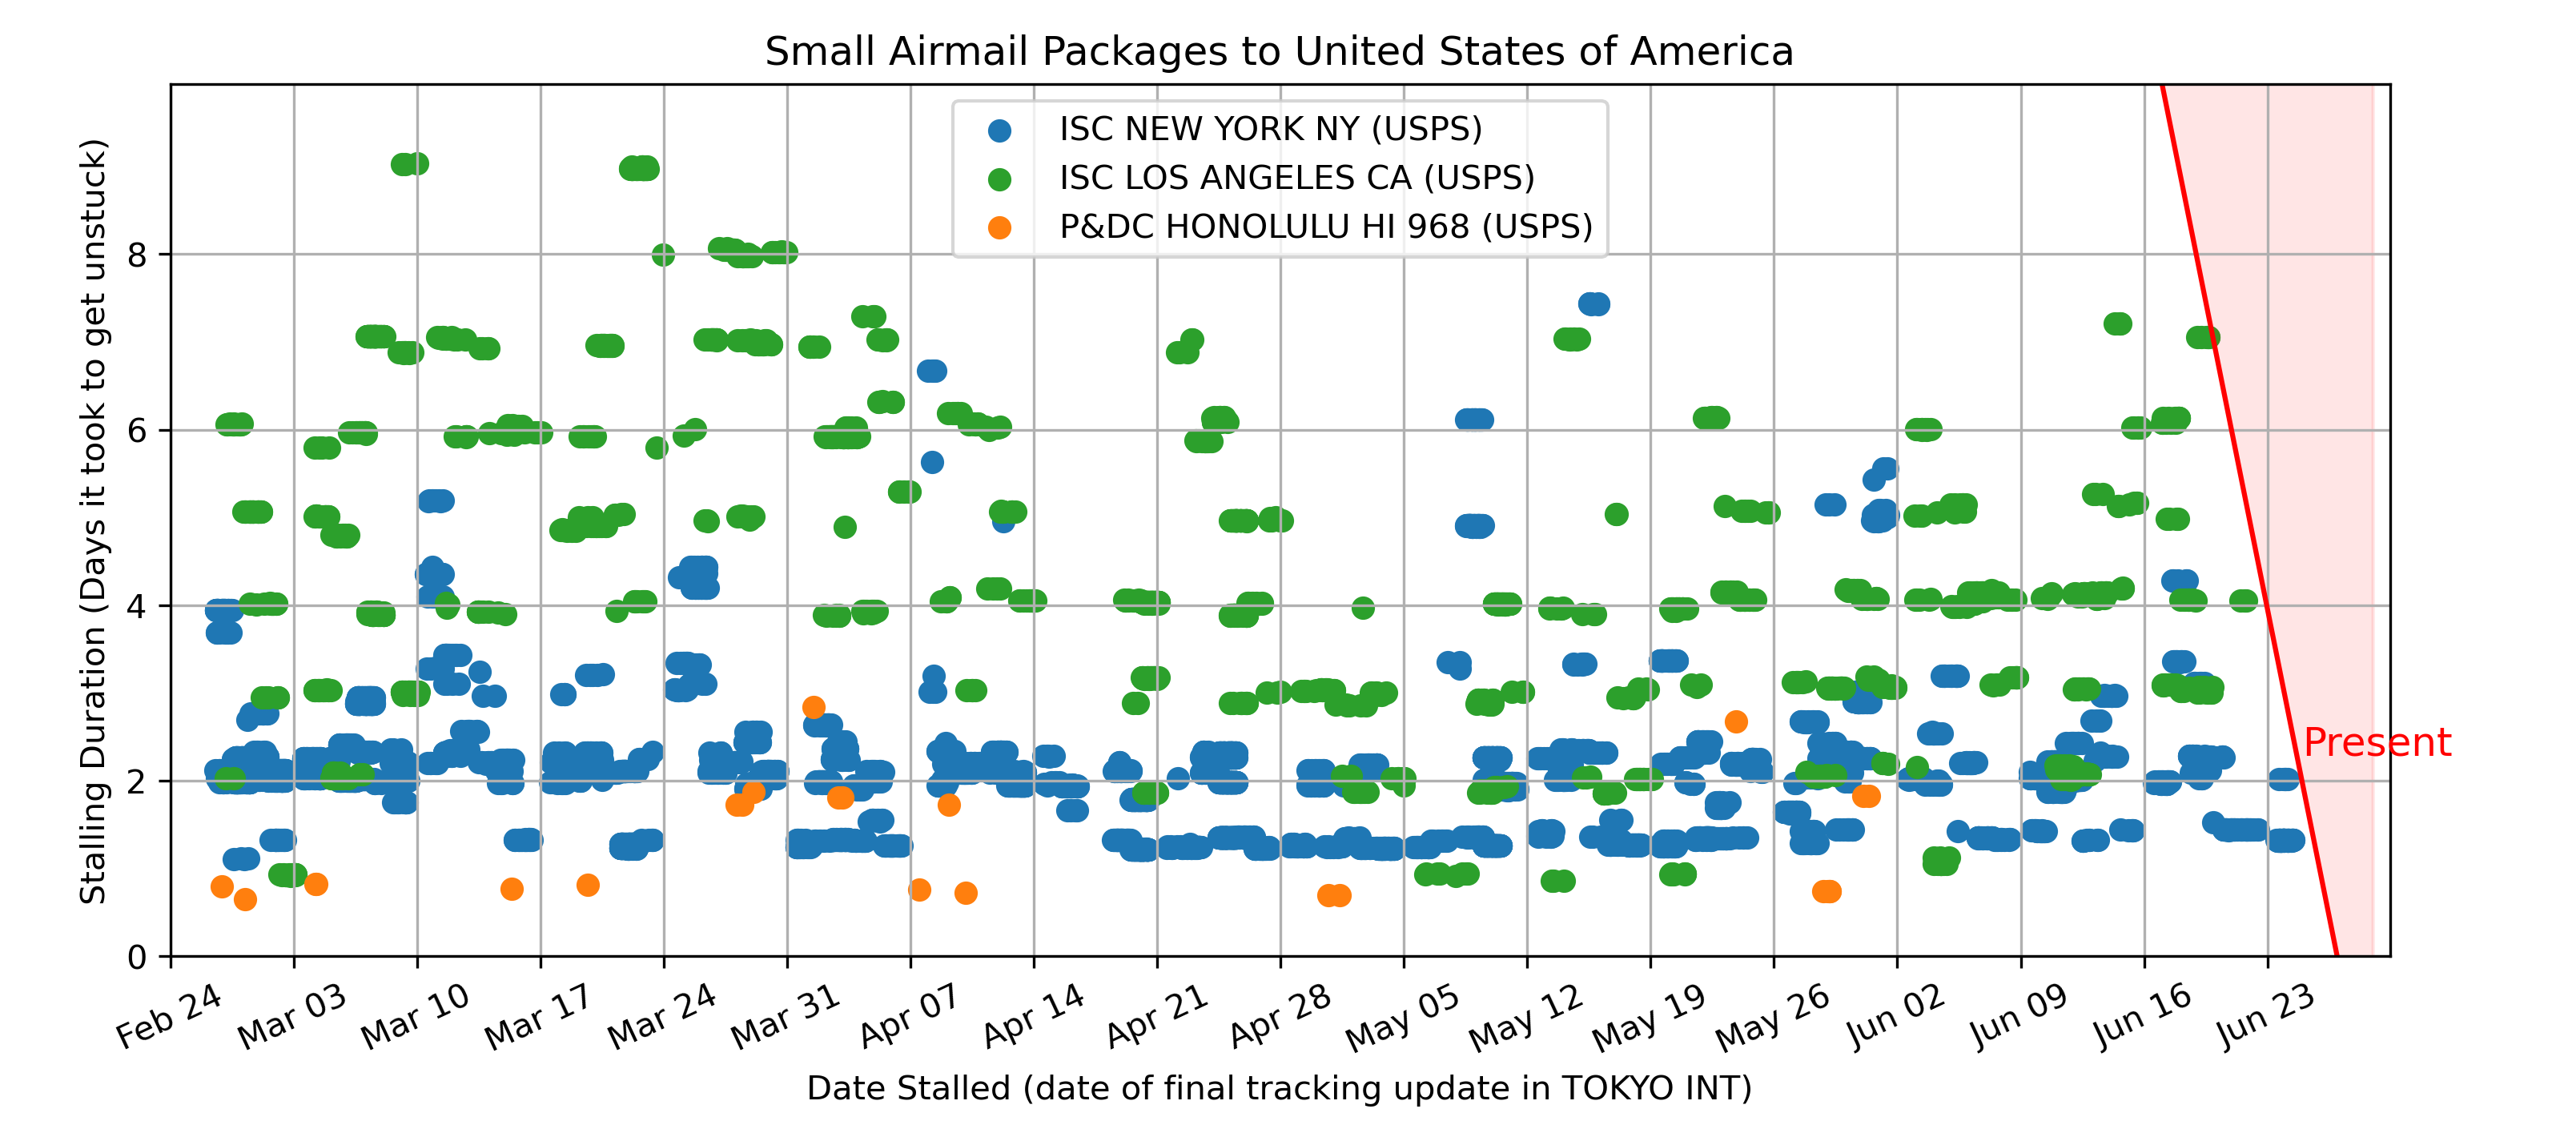 Small Airmail Packages to United States of America
ISC NEW YORK NY (USPS)
ISC LOS ANGELES CA (USPS)
P&DC HONOLULU HI 968 (USPS)
Stalling Duration (Days it took to get unstuck)
8
6
4
2
0
Present
Feb 24
Mar 03
Mar 10
Mar 17
Mar 24
Mar 31
Apr 07
Apr 14
Apr 21
Apr 28
May 05
May 12
May 19
May 26
Jun 02
Jun 09
Jun 16
Jun 23
Date Stalled (date of final tracking update in TOKYO INT)